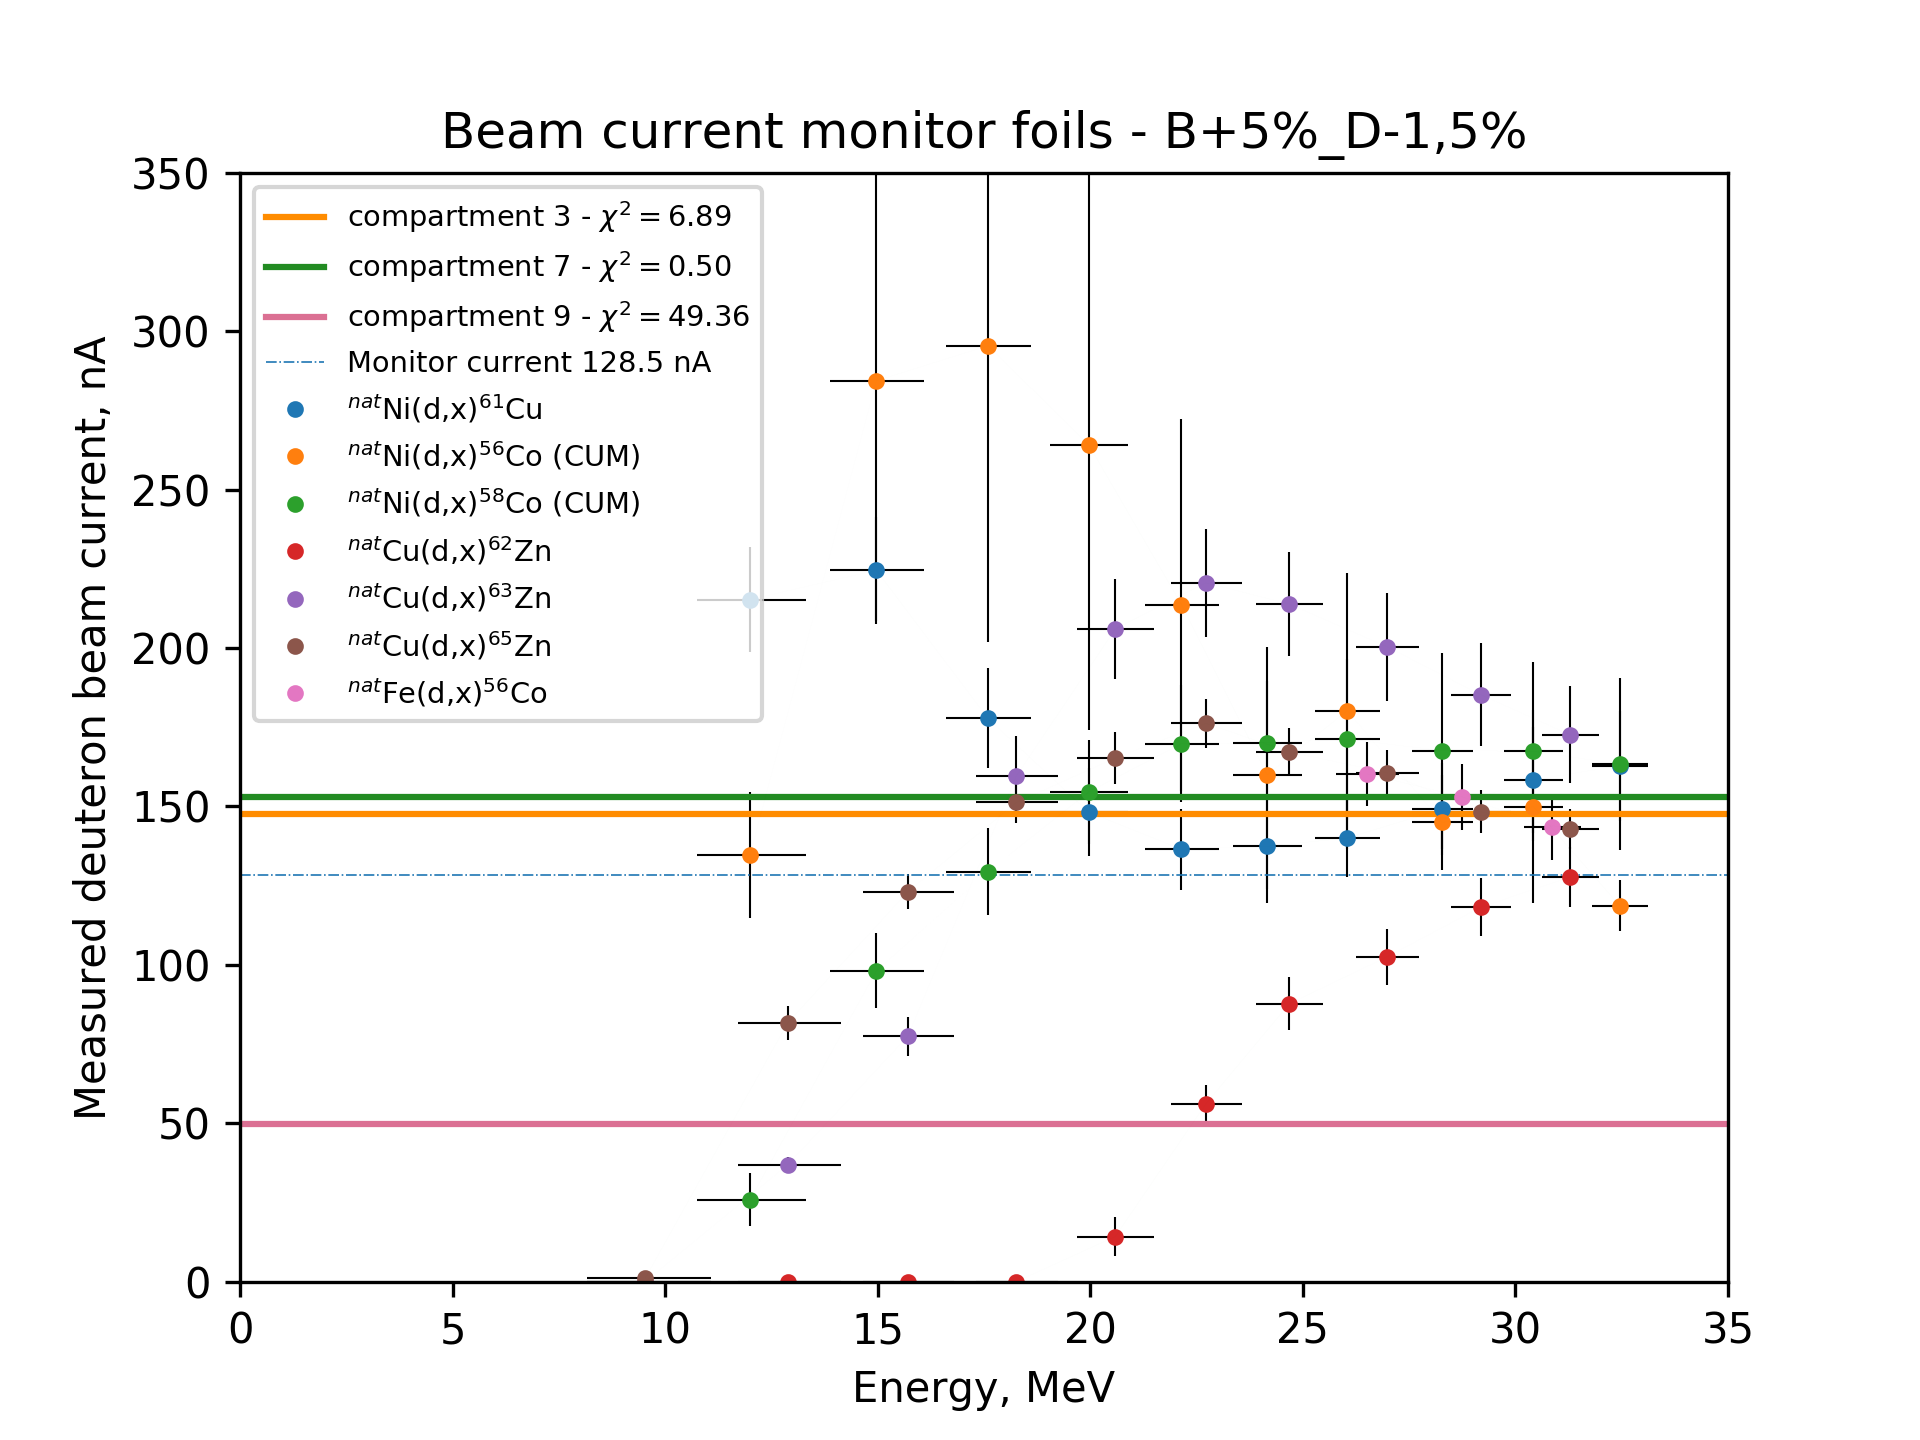 Beam current monitor foils - B+5%_D-1,5%
Measured deuteron beam current, nA
350
300
250
200
150
100
50
0
compartment 3 - χ² = 6.89
compartment 7 - χ² = 0.50
compartment 9 - χ² = 49.36
Monitor current 128.5 nA
ⁿᵃᵗNi(d,x)⁶¹Cu
ⁿᵃᵗNi(d,x)⁵⁶Co (CUM)
ⁿᵃᵗNi(d,x)⁵⁸Co (CUM)
ⁿᵃᵗCu(d,x)⁶²Zn
ⁿᵃᵗCu(d,x)⁶³Zn
ⁿᵃᵗCu(d,x)⁶⁵Zn
ⁿᵃᵗFe(d,x)⁵⁶Co
0 5 10 15 20 25 30 35
Energy, MeV